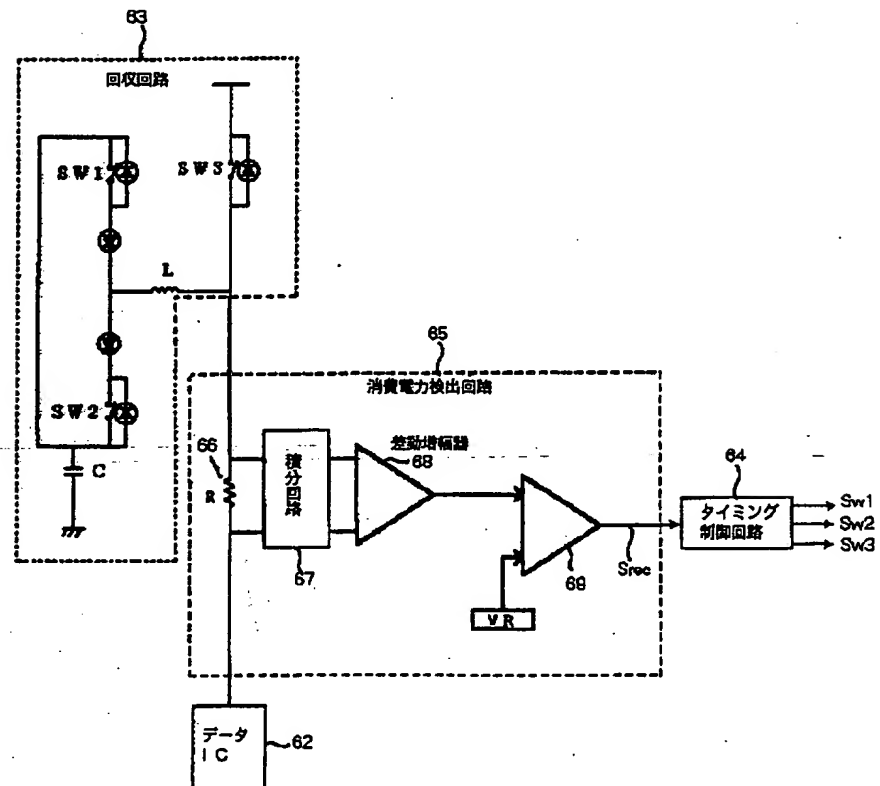 63
回収回路
SW1
SW3
L
SW2
C
65
消費電力検出回路
66
R
積分回路
67
差動増幅器
68
69
VR
Srec
64
タイミング
制御回路
Sw1
Sw2
Sw3
データ
IC
62